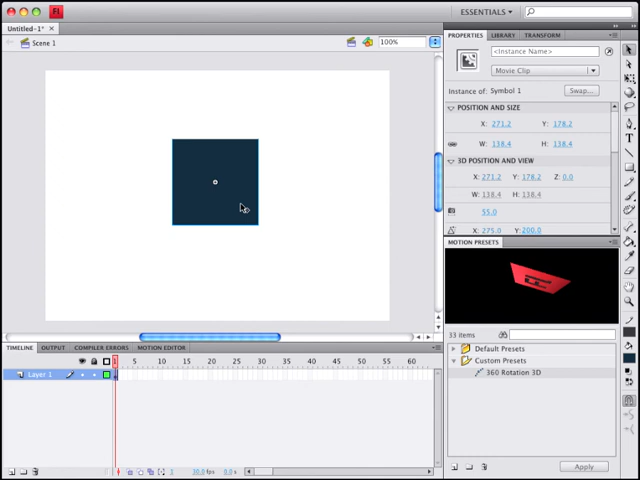 Fl
ESSENTIALS
Untitled-1*
Scene 1
100%
PROPERTIES LIBRARY TRANSFORM
<Instance Name>
Movie Clip
Instance of: Symbol 1 Swap...
POSITION AND SIZE
X: 271.2 Y: 178.2
W: 138.4 H: 138.4
3D POSITION AND VIEW
X: 271.2 Y: 178.2 Z: 0.0
W: 138.4 H: 138.4
55.0
X: 275.0 Y: 200.0
MOTION PRESETS
33 items
Default Presets
Custom Presets
360 Rotation 3D
Apply
TIMELINE OUTPUT COMPILER ERRORS MOTION EDITOR
1 5 10 15 20 25 30 35 40 45 50 55 60
Layer 1
1 30.0 fps 0.0 s